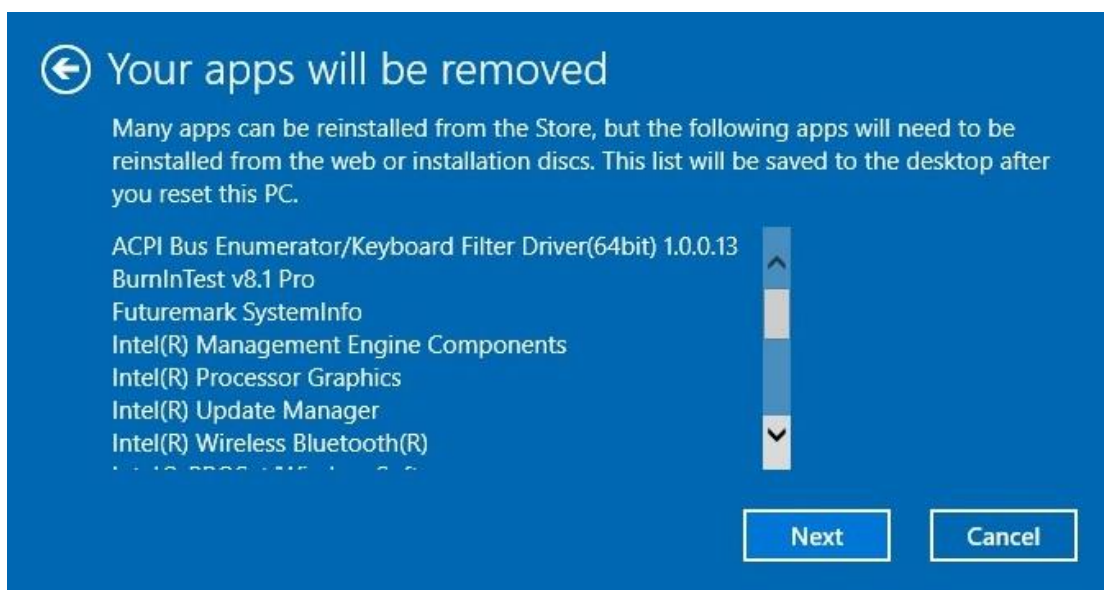 Your apps will be removed
Many apps can be reinstalled from the Store, but the following apps will need to be
reinstalled from the web or installation discs. This list will be saved to the desktop after
you reset this PC.
ACPI Bus Enumerator/Keyboard Filter Driver(64bit) 1.0.0.13
BurnInTest v8.1 Pro
Futuremark SystemInfo
Intel(R) Management Engine Components
Intel(R) Processor Graphics
Intel(R) Update Manager
Intel(R) Wireless Bluetooth(R)
Next
Cancel